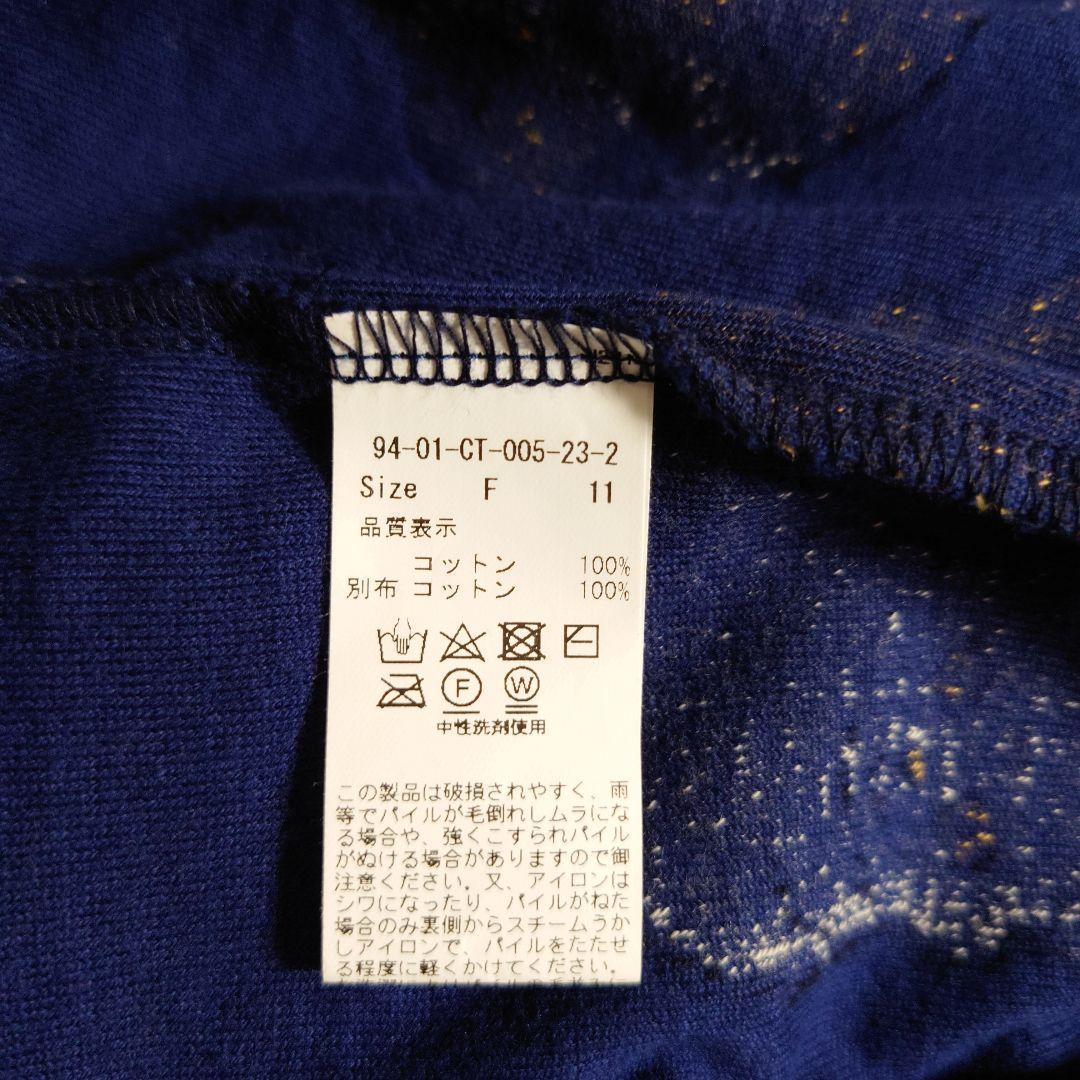 94-01-CT-005-23-2
Size F 11
品質表示
コットン 100%
別布 コットン 100%
F W
中性洗剤使用
この製品は破損されやすく、雨
等でパイルが毛倒れしムラにな
る場合や、強くこすられパイル
がぬける場合がありますので御
注意ください。又、アイロンは
シワになったり、パイルがねた
場合のみ裏側からスチームうか
しアイロンで、パイルをたたせ
る程度に軽くかけてください。